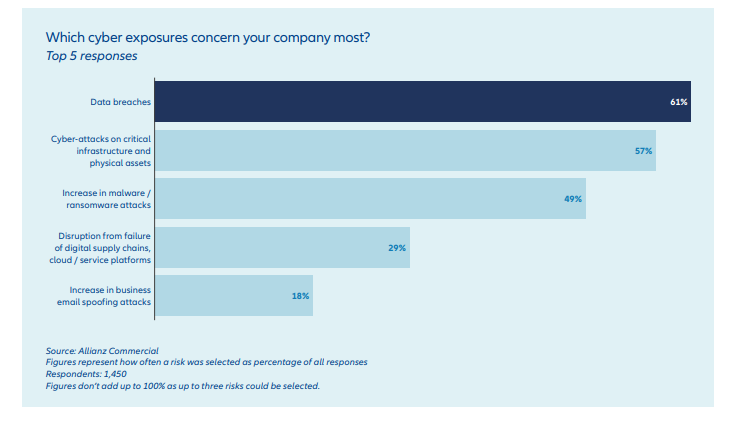 Which cyber exposures concern your company most?
Top 5 responses
Data breaches
61%
Cyber-attacks on critical
infrastructure and
physical assets
57%
Increase in malware /
ransomware attacks
49%
Disruption from failure
of digital supply chains,
cloud / service platforms
29%
Increase in business
email spoofing attacks
18%
Source: Allianz Commercial
Figures represent how often a risk was selected as percentage of all responses
Respondents: 1,450
Figures don't add up to 100% as up to three risks could be selected.